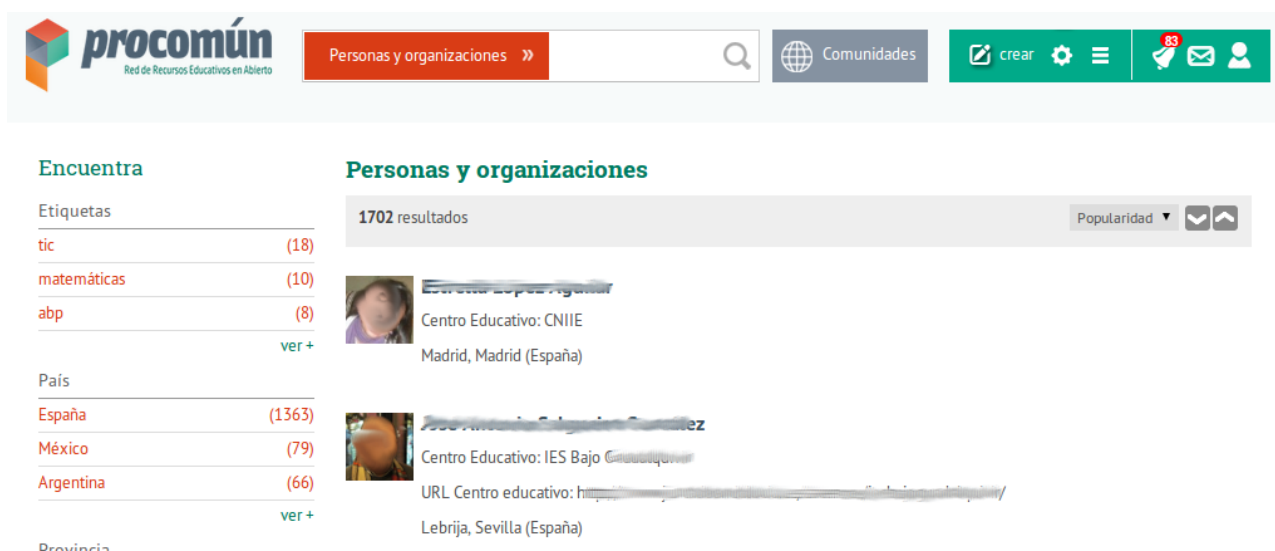 procomún
Red de Recursos Educativos en Abierto
Personas y organizaciones »
Comunidades
crear
83
Encuentra
Etiquetas
tic (18)
matemáticas (10)
abp (8)
ver +
País
España (1363)
México (79)
Argentina (66)
ver +
Provincia
Personas y organizaciones
1702 resultados
Popularidad ▼
Centro Educativo: CNIIE
Madrid, Madrid (España)
Centro Educativo: IES Bajo
URL Centro educativo:
Lebrija, Sevilla (España)